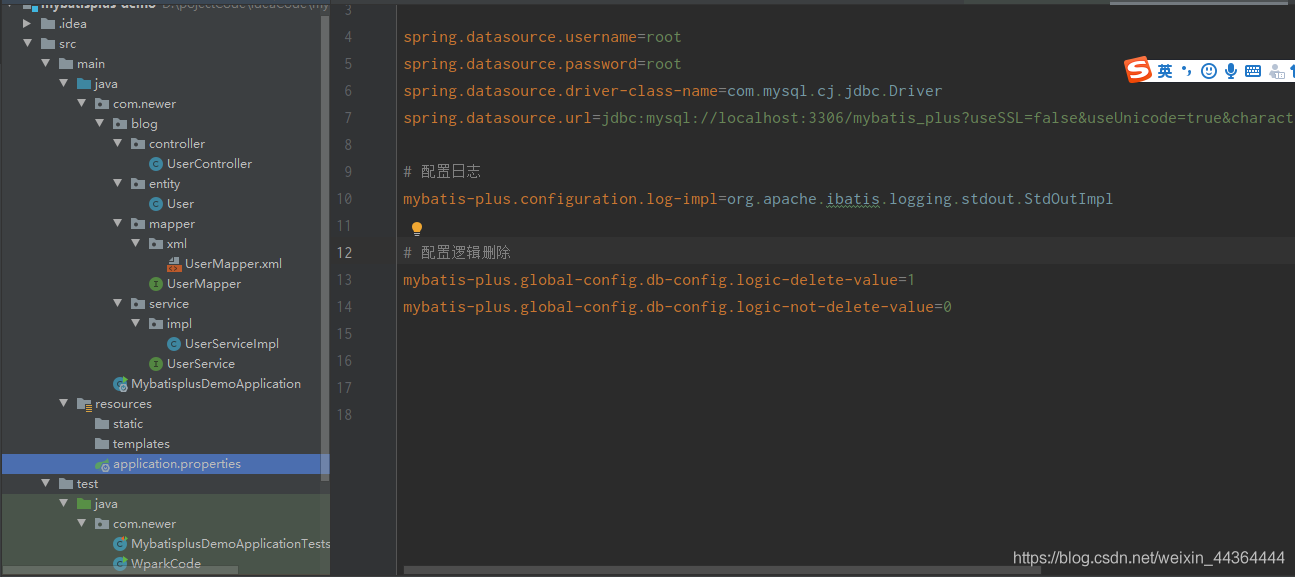 mybatisplus-demo
.idea
src
main
java
com.newer
blog
controller
UserController
entity
User
mapper
xml
UserMapper.xml
UserMapper
service
impl
UserServiceImpl
UserService
MybatisplusDemoApplication
resources
static
templates
application.properties
test
java
com.newer
MybatisplusDemoApplicationTests
WparkCode
3
4 spring.datasource.username=root
5 spring.datasource.password=root
6 spring.datasource.driver-class-name=com.mysql.cj.jdbc.Driver
7 spring.datasource.url=jdbc:mysql://localhost:3306/mybatis_plus?useSSL=false&useUnicode=true&charact
8
9 # 配置日志
10 mybatis-plus.configuration.log-impl=org.apache.ibatis.logging.stdout.StdOutImpl
11
12 # 配置逻辑删除
13 mybatis-plus.global-config.db-config.logic-delete-value=1
14 mybatis-plus.global-config.db-config.logic-not-delete-value=0
15
16
17
18
英
https://blog.csdn.net/weixin_44364444